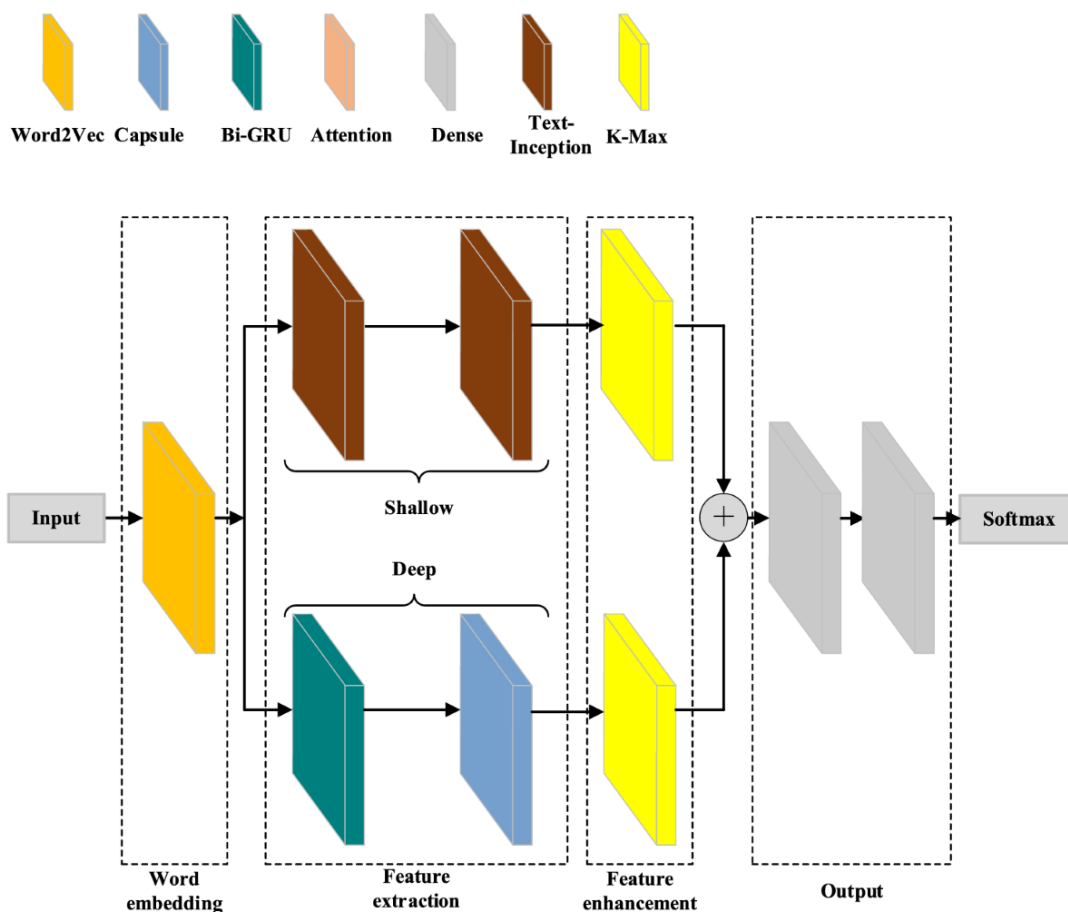 Word2Vec Capsule Bi-GRU Attention Dense Text-
Inception K-Max
Shallow
Input
Softmax
+
Deep
Word
embedding
Feature
extraction
Feature
enhancement
Output